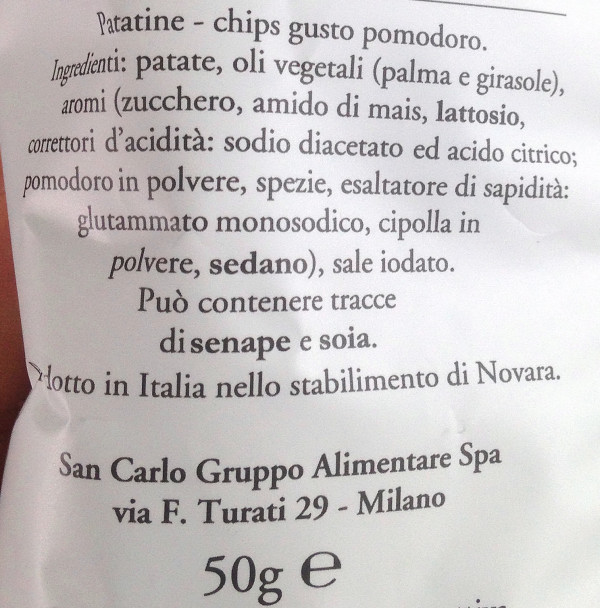 Patatine - chips gusto pomodoro.
Ingredienti: patate, oli vegetali (palma e girasole),
aromi (zucchero, amido di mais, lattosio,
correttori d'acidità: sodio diacetato ed acido citrico;
pomodoro in polvere, spezie, esaltatore di sapidità:
glutammato monosodico, cipolla in
polvere, sedano), sale iodato.
Può contenere tracce
di senape e soia.
in Italia nello stabilimento di Novara.
San Carlo Gruppo Alimentare Spa
via F. Turati 29 - Milano
50g e